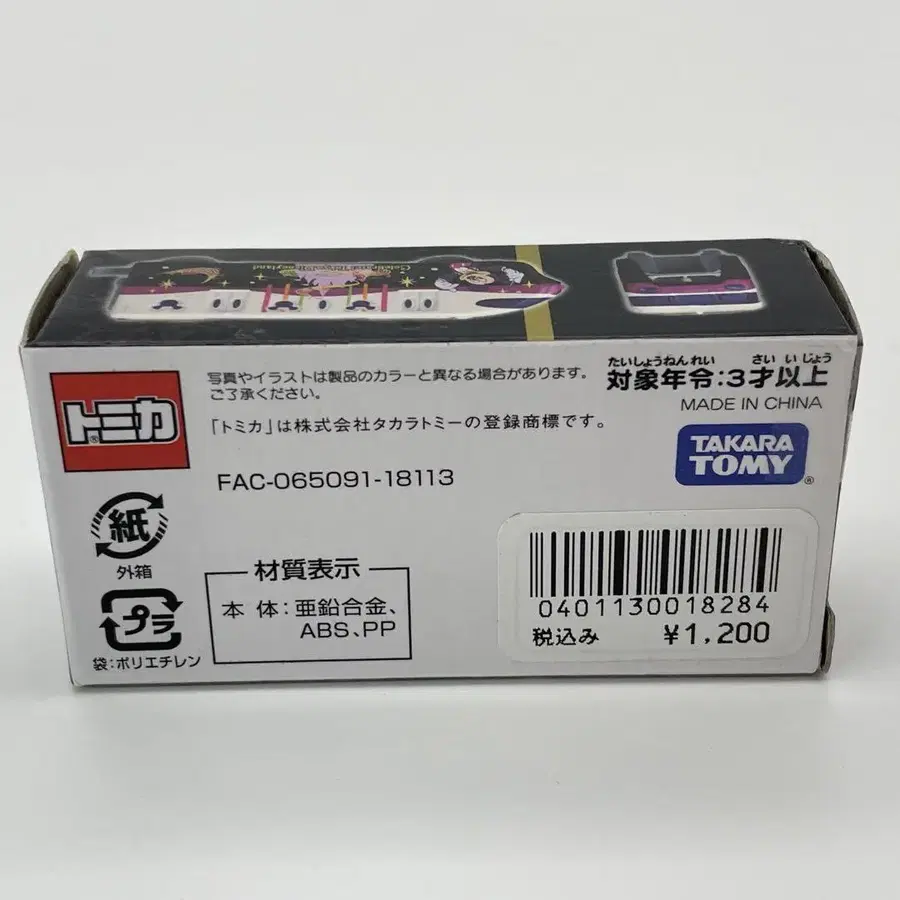 トミカ®
写真やイラストは製品のカラーと異なる場合があります。
ご了承ください。
「トミカ」は株式会社タカラトミーの登録商標です。
たいしょうねんれい さい いじょう
対象年令:3才以上
MADE IN CHINA
TAKARA
TOMY®
FAC-065091-18113
紙
外箱
プラ
袋:ポリエチレン
材質表示
本 体:亜鉛合金、
ABS、PP
0401130018284
税込み ¥1,200